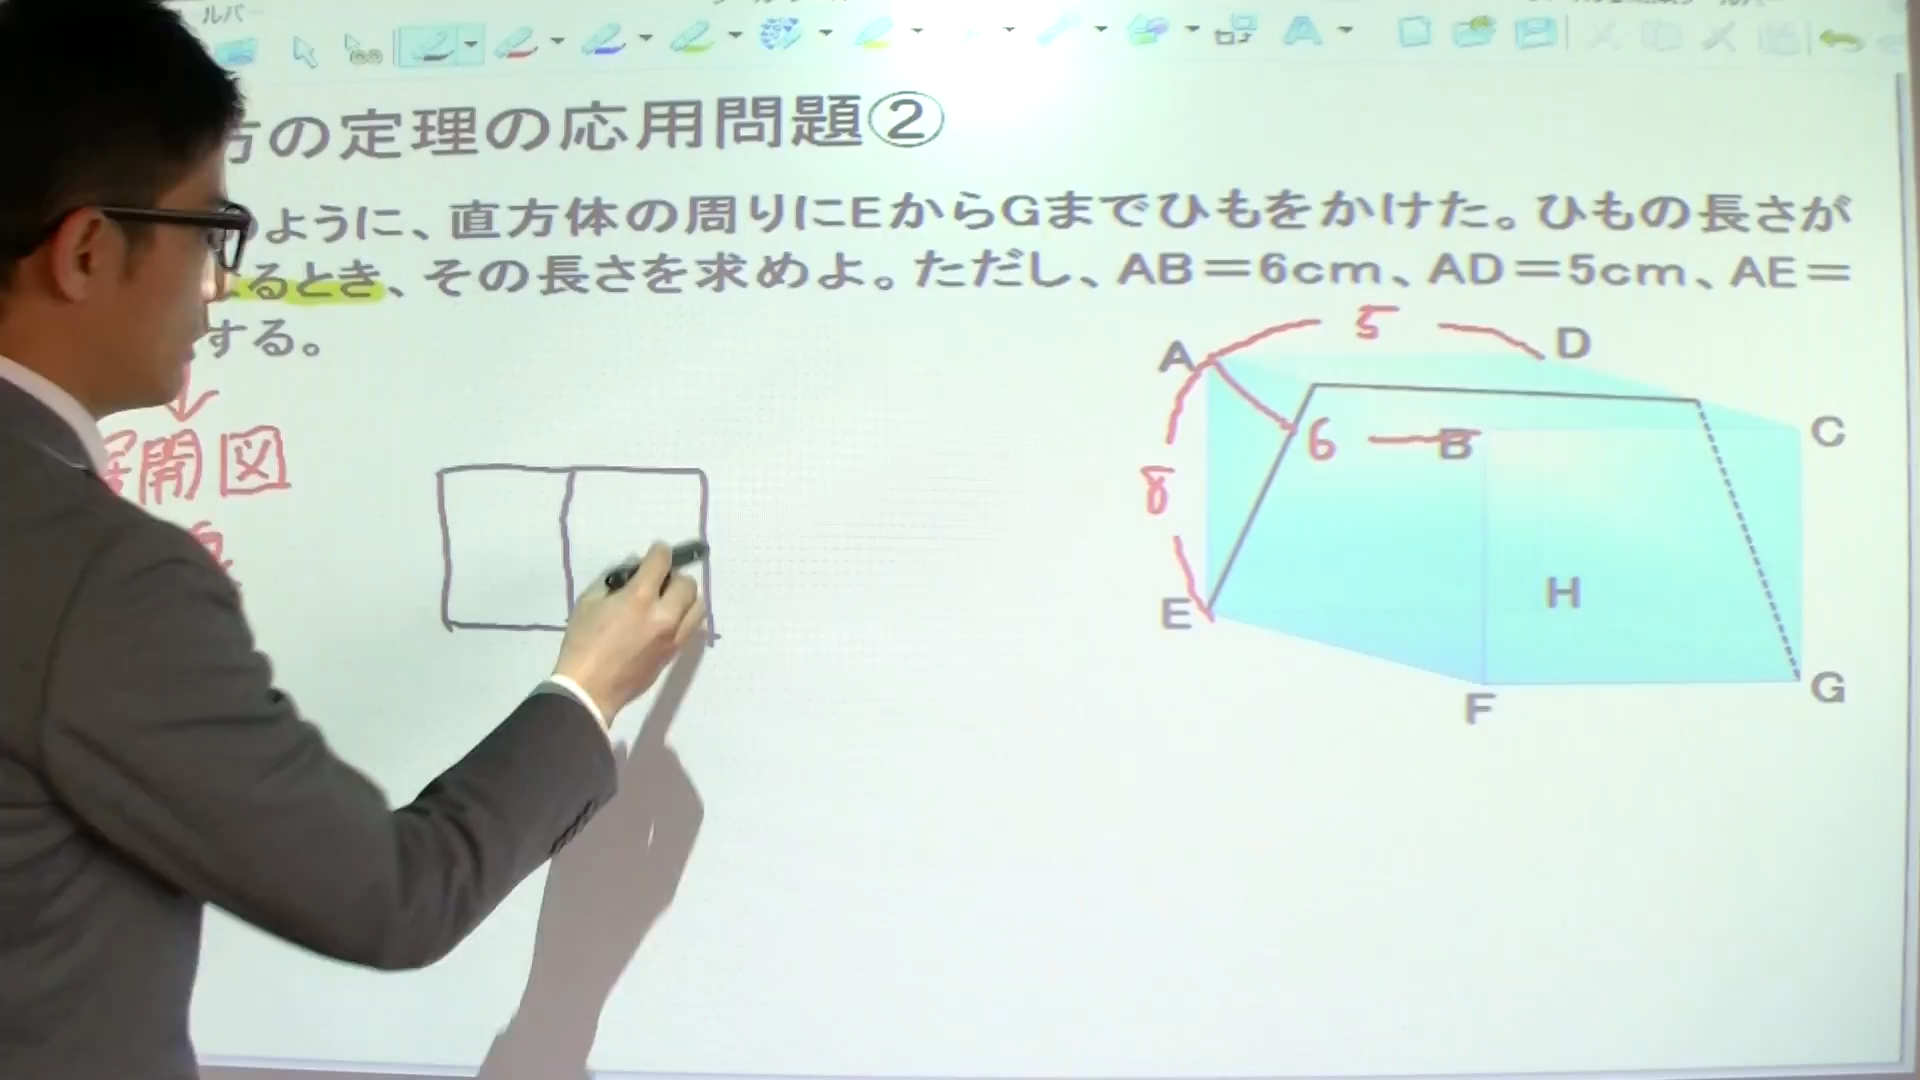 ルバー
方の定理の応用問題②
のように、直方体の周りにEからGまでひもをかけた。ひもの長さが
なるとき、その長さを求めよ。ただし、AB=6cm、AD=5cm、AE=
する。
展開図
5
A
D
6
B
C
8
H
E
F
G